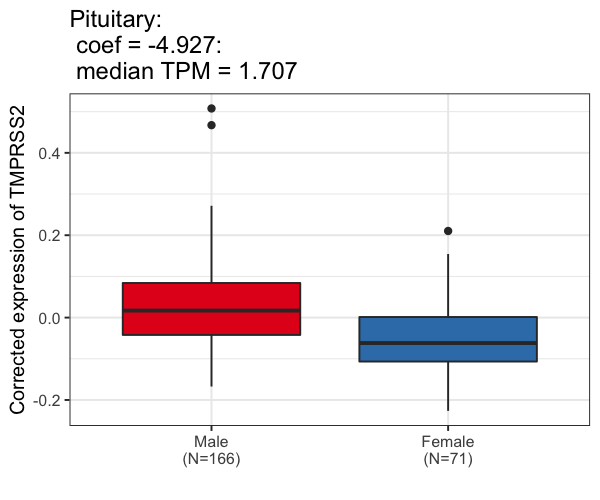 Pituitary:
coef = -4.927:
median TPM = 1.707
Corrected expression of TMPRSS2
0.4
0.2
0.0
-0.2
Male
(N=166)
Female
(N=71)